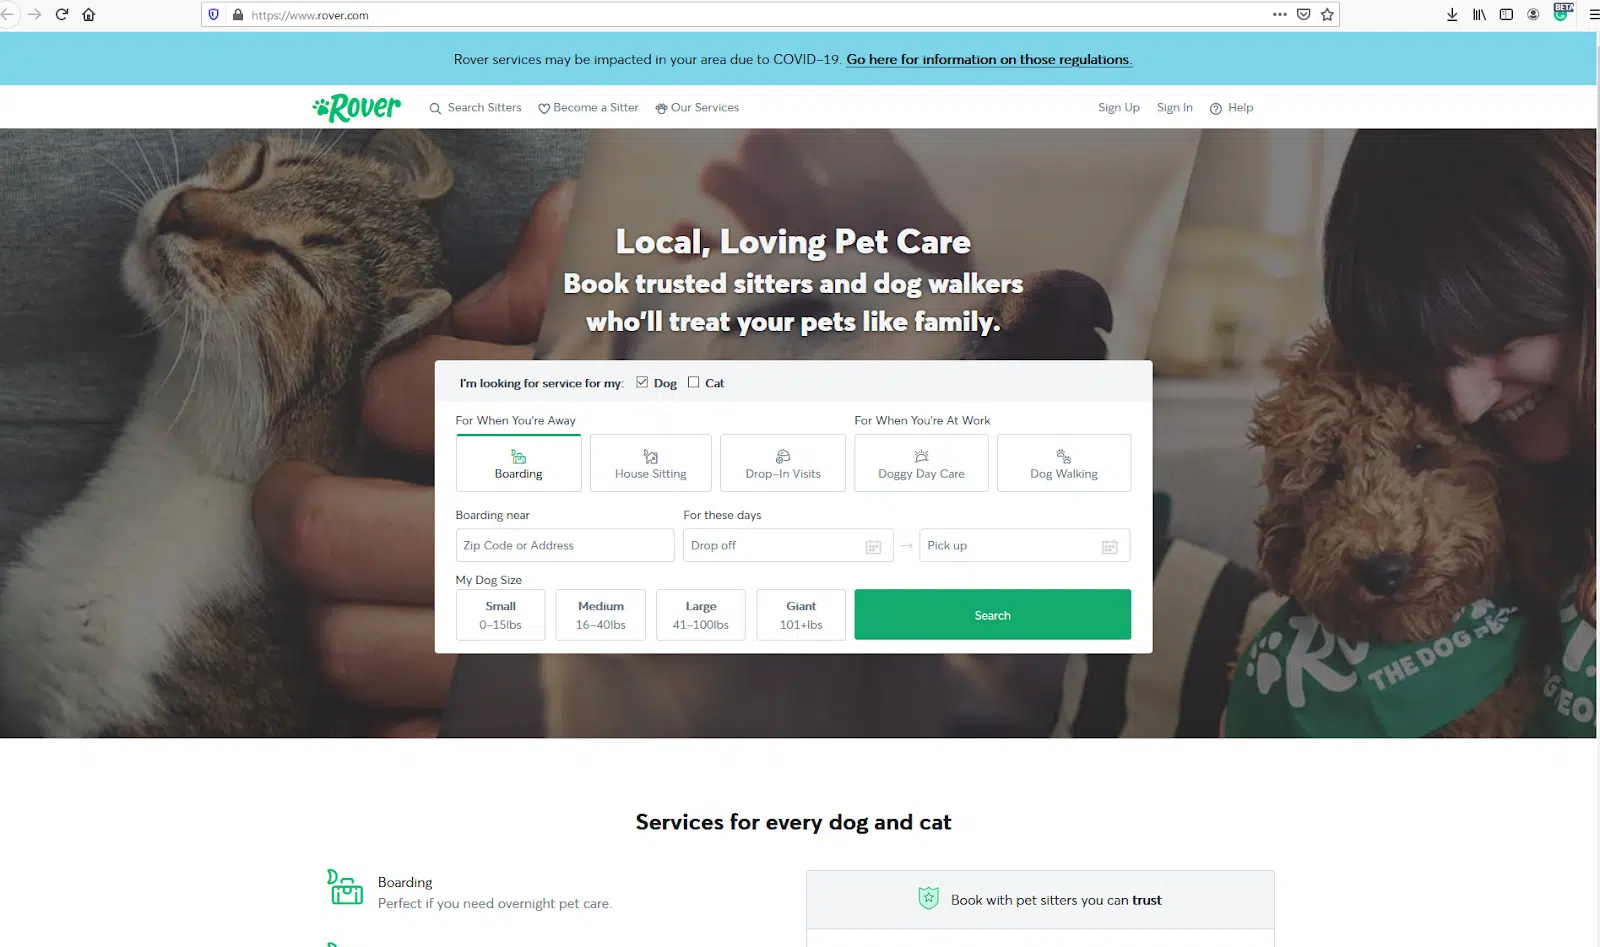 https://www.rover.com
BETA
Rover services may be impacted in your area due to COVID-19. Go here for information on those regulations.
Rover
Search Sitters
Become a Sitter
Our Services
Sign Up
Sign In
Help
Local, Loving Pet Care
Book trusted sitters and dog walkers
who'll treat your pets like family.
I'm looking for service for my: Dog Cat
For When You're Away
For When You're At Work
Boarding
House Sitting
Drop-In Visits
Doggy Day Care
Dog Walking
Boarding near
For these days
Zip Code or Address
Drop off
Pick up
My Dog Size
Small
0-15lbs
Medium
16-40lbs
Large
41-100lbs
Giant
101+lbs
Search
THE DOG
Services for every dog and cat
Boarding
Perfect if you need overnight pet care.
Book with pet sitters you can trust